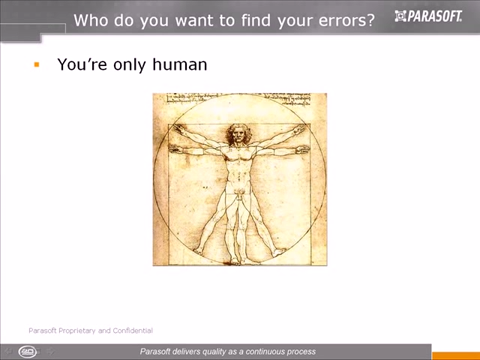 Who do you want to find your errors?
PARASOFT.
You're only human
Parasoft Proprietary and Confidential
Parasoft delivers quality as a continuous process